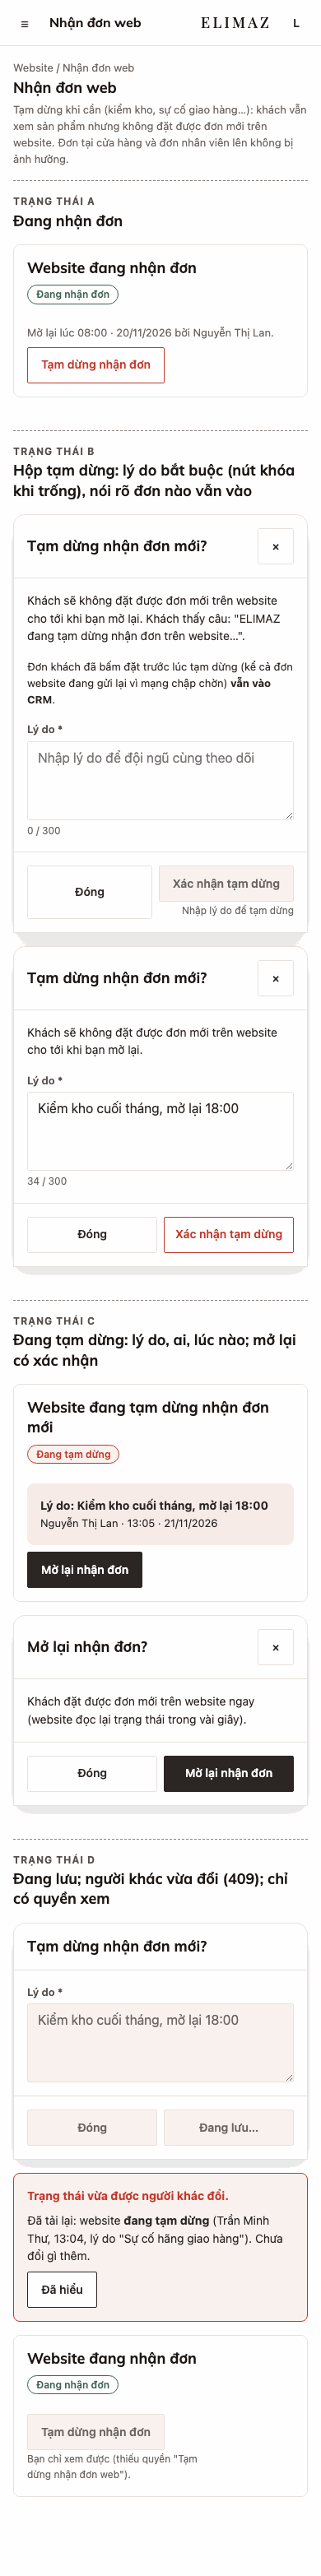 ≡ Nhận đơn web ELIMAZ L
Website / Nhận đơn web
Nhận đơn web
Tạm dừng khi cần (kiểm kho, sự cố giao hàng...): khách vẫn
xem sản phẩm nhưng không đặt được đơn mới trên
website. Đơn tại cửa hàng và đơn nhân viên lên không bị
ảnh hưởng.
TRẠNG THÁI A
Đang nhận đơn
Website đang nhận đơn
Đang nhận đơn
Mở lại lúc 08:00 · 20/11/2026 bởi Nguyễn Thị Lan.
Tạm dừng nhận đơn
TRẠNG THÁI B
Hộp tạm dừng: lý do bắt buộc (nút khóa
khi trống), nói rõ đơn nào vẫn vào
Tạm dừng nhận đơn mới? ×
Khách sẽ không đặt được đơn mới trên website
cho tới khi bạn mở lại. Khách thấy câu: "ELIMAZ
đang tạm dừng nhận đơn trên website...".
Đơn khách đã bấm đặt trước lúc tạm dừng (kể cả đơn
website đang gửi lại vì mạng chập chờn) vẫn vào
CRM.
Lý do *
Nhập lý do để đội ngũ cùng theo dõi
0 / 300
Đóng Xác nhận tạm dừng
Nhập lý do để tạm dừng
Tạm dừng nhận đơn mới? ×
Khách sẽ không đặt được đơn mới trên website
cho tới khi bạn mở lại.
Lý do *
Kiểm kho cuối tháng, mở lại 18:00
34 / 300
Đóng Xác nhận tạm dừng
TRẠNG THÁI C
Đang tạm dừng: lý do, ai, lúc nào; mở lại
có xác nhận
Website đang tạm dừng nhận đơn
mới
Đang tạm dừng
Lý do: Kiểm kho cuối tháng, mở lại 18:00
Nguyễn Thị Lan · 13:05 · 21/11/2026
Mở lại nhận đơn
Mở lại nhận đơn? ×
Khách đặt được đơn mới trên website ngay
(website đọc lại trạng thái trong vài giây).
Đóng Mở lại nhận đơn
TRẠNG THÁI D
Đang lưu; người khác vừa đổi (409); chỉ
có quyền xem
Tạm dừng nhận đơn mới?
Lý do *
Kiểm kho cuối tháng, mở lại 18:00
Đóng Đang lưu...
Trạng thái vừa được người khác đổi.
Đã tải lại: website đang tạm dừng (Trần Minh
Thư, 13:04, lý do "Sự cố hãng giao hàng"). Chưa
đổi gì thêm.
Đã hiểu
Website đang nhận đơn
Đang nhận đơn
Tạm dừng nhận đơn
Bạn chỉ xem được (thiếu quyền "Tạm
dừng nhận đơn web").